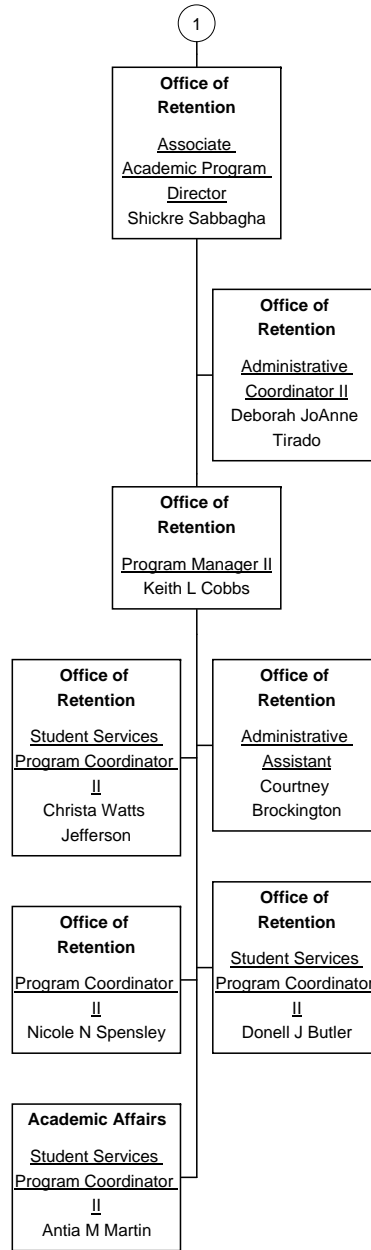 1
Office of
Retention
Associate
Academic Program
Director
Shickre Sabbagha
Office of
Retention
Administrative
Coordinator II
Deborah JoAnne
Tirado
Office of
Retention
Program Manager II
Keith L Cobbs
Office of
Retention
Student Services
Program Coordinator
II
Christa Watts
Jefferson
Office of
Retention
Administrative
Assistant
Courtney
Brockington
Office of
Retention
Program Coordinator
II
Nicole N Spensley
Office of
Retention
Student Services
Program Coordinator
II
Donell J Butler
Academic Affairs
Student Services
Program Coordinator
II
Antia M Martin